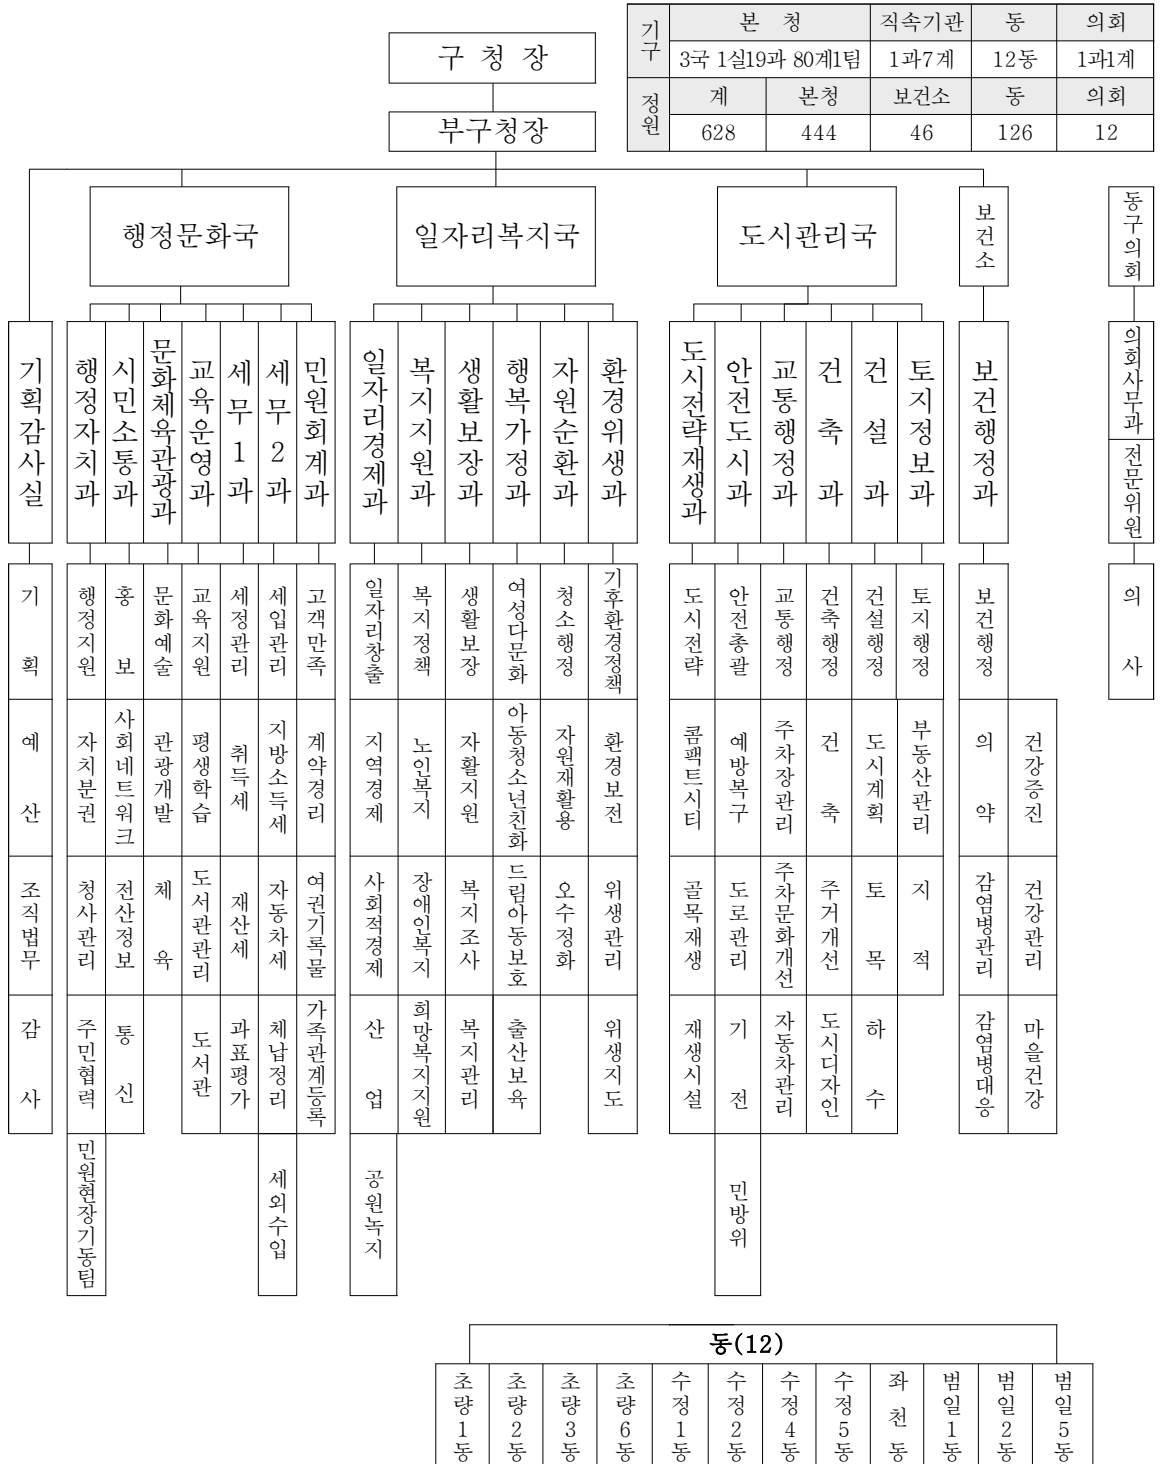 구 청 장
부구청장
기구 본 청 직속기관 동 의회
3국 1실19과 80계1팀 1과7계 12동 1과1계
정원 계 본청 보건소 동 의회
628 444 46 126 12
행정문화국 일자리복지국 도시관리국 보건소 동구의회
기획감사실 행정자치과 시민소통과 문화체육관광과 교육운영과 세무1과 세무2과 민원회계과 일자리경제과 복지지원과 생활보장과 행복가정과 자원순환과 환경위생과 도시전략재생과 안전도시과 교통행정과 건축과 건설과 토지정보과 보건행정과 의회사무과 전문위원
기획 행정지원 홍보 문화예술 교육지원 세정관리 세입관리 고객만족 일자리창출 복지정책 생활보장 여성다문화 청소행정 기후환경정책 도시전략 안전총괄 교통행정 건축행정 건설행정 토지행정 보건행정 의사
예산 자치분권 사회네트워크 관광개발 평생학습 취득세 지방소득세 계약경리 지역경제 노인복지 자활지원 아동청소년친화 자원재활용 환경보전 콤팩트시티 예방복구 주차장관리 건축 도시계획 부동산관리 의약 건강증진
조직법무 청사관리 전산정보 체육 도서관관리 재산세 자동차세 여권기록물 사회적경제 장애인복지 복지조사 드림아동보호 오수정화 위생관리 골목재생 도로관리 주차문화개선 주거개선 토목 지적 감염병관리 건강관리
감사 주민협력 통신 도서관 과표평가 체납정리 가족관계등록 산업 희망복지지원 복지관리 출산보육 위생지도 재생시설 기전 자동차관리 도시디자인 하수 감염병대응 마을건강
민원현장기동팀 세외수입 공원녹지 민방위
동(12)
초량1동 초량2동 초량3동 초량6동 수정1동 수정2동 수정4동 수정5동 좌천동 범일1동 범일2동 범일5동